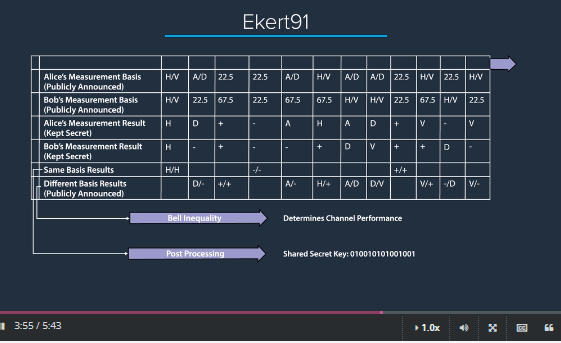 Ekert91
Alice's Measurement Basis (Publicly Announced) H/V A/D 22.5 22.5 A/D H/V A/D A/D 22.5 H/V 22.5 H/V
Bob's Measurement Basis (Publicly Announced) H/V 22.5 67.5 22.5 67.5 67.5 H/V H/V 22.5 67.5 H/V 22.5
Alice's Measurement Result (Kept Secret) H D + - A H A D + V - V
Bob's Measurement Result (Kept Secret) H - + - - + D V + + D -
Same Basis Results H/H -/- +/+
Different Basis Results (Publicly Announced) D/- +/+ A/- H/+ A/D D/V V/+ -/D V/-
Bell Inequality Determines Channel Performance
Post Processing Shared Secret Key: 010010101001001
3:55 / 5:43 1.0x CC